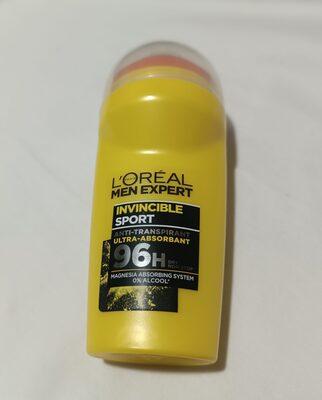 L'ORÉAL
MEN EXPERT
INVINCIBLE
SPORT
ANTI-TRANSPIRANT
ULTRA-ABSORBANT
96H
MAGNESIA ABSORBING SYSTEM
0% ALCOOL*